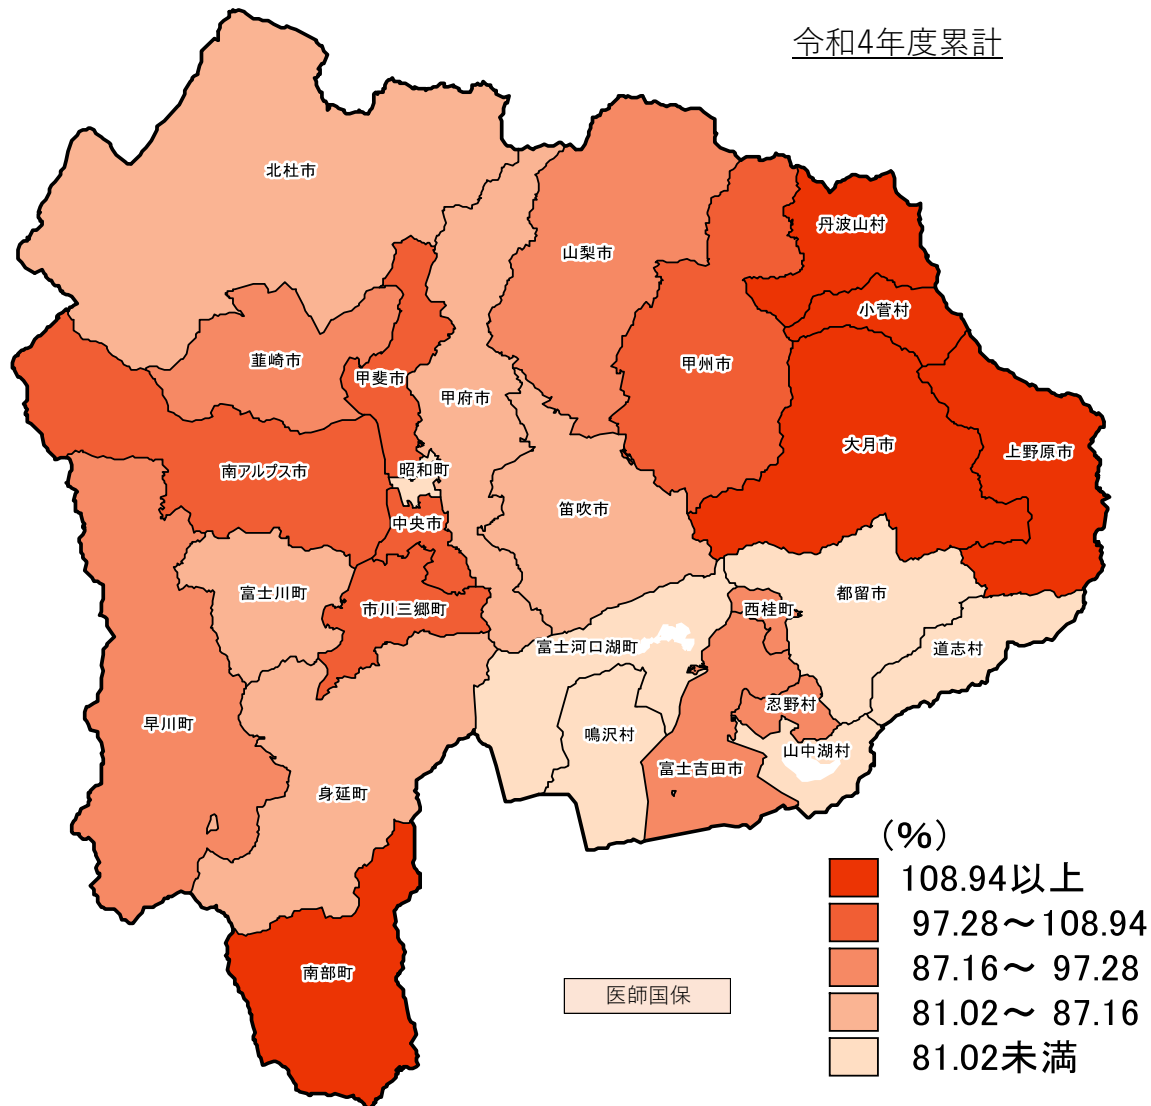 令和4年度累計
北杜市
丹波山村
山梨市
小菅村
韮崎市
甲斐市
甲州市
甲府市
大月市
上野原市
昭和町
南アルプス市
笛吹市
中央市
富士川町
都留市
市川三郷町
西桂町
富士河口湖町
道志村
忍野村
早川町
鳴沢村
山中湖村
富士吉田市
身延町
南部町
(%)
108.94以上
97.28～108.94
87.16～ 97.28
81.02～ 87.16
81.02未満
医師国保